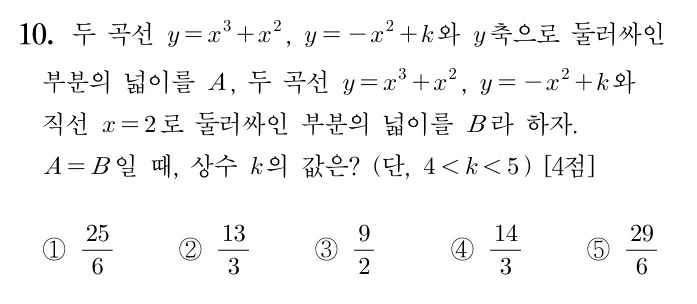 10. 두 곡선 y=x³+x², y=-x²+k와 y축으로 둘러싸인
부분의 넓이를 A, 두 곡선 y=x³+x², y=-x²+k와
직선 x=2로 둘러싸인 부분의 넓이를 B라 하자.
A=B일 때, 상수 k의 값은? (단, 4<k<5) [4점]
① 25/6 ② 13/3 ③ 9/2 ④ 14/3 ⑤ 29/6